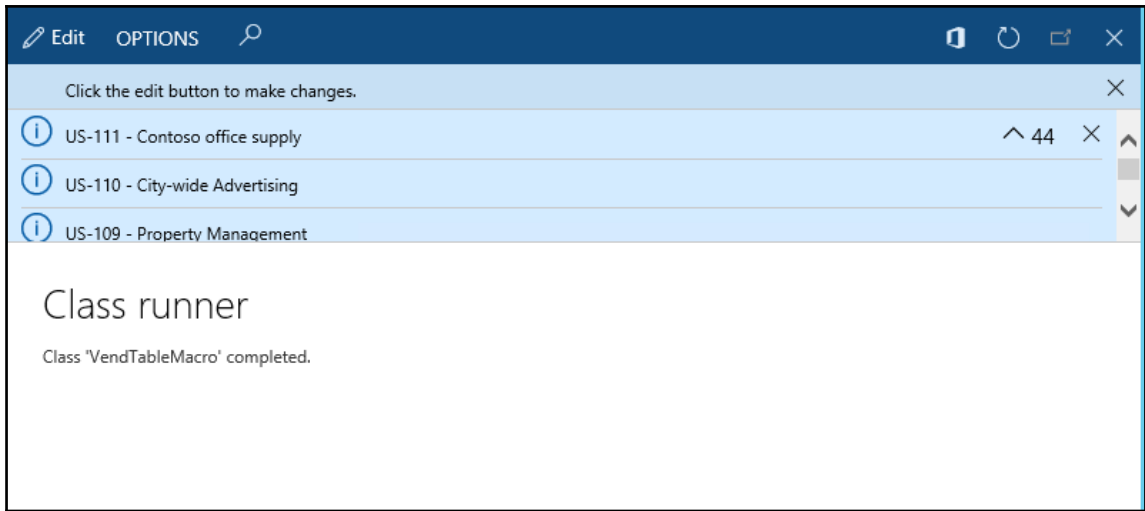 Edit OPTIONS
Click the edit button to make changes.
US-111 - Contoso office supply 44
US-110 - City-wide Advertising
US-109 - Property Management
Class runner
Class 'VendTableMacro' completed.